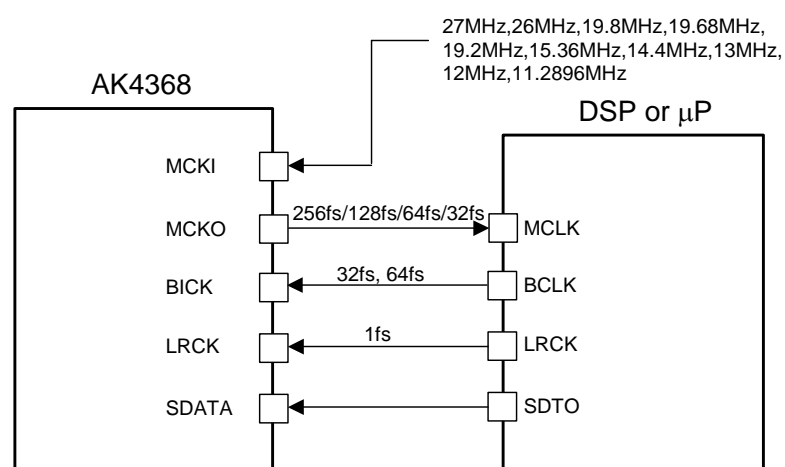 27MHz,26MHz,19.8MHz,19.68MHz,
19.2MHz,15.36MHz,14.4MHz,13MHz,
12MHz,11.2896MHz
AK4368
DSP or μP
MCKI
MCKO
256fs/128fs/64fs/32fs
MCLK
BICK
32fs, 64fs
BCLK
LRCK
1fs
LRCK
SDATA
SDTO